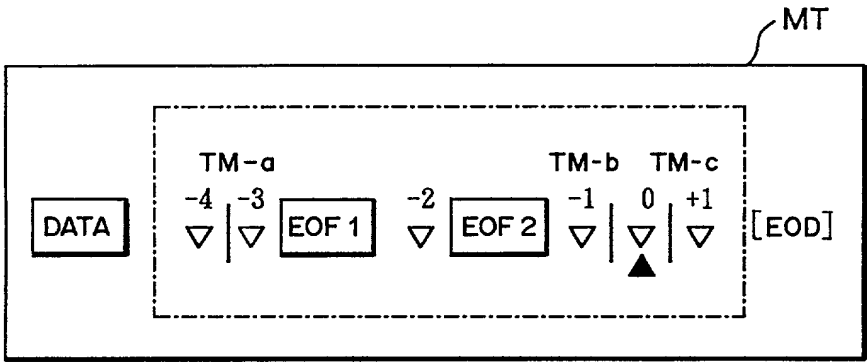 MT
TM-a TM-b TM-c
-4 -3 -2 -1 0 +1
DATA EOF 1 EOF 2 [EOD]